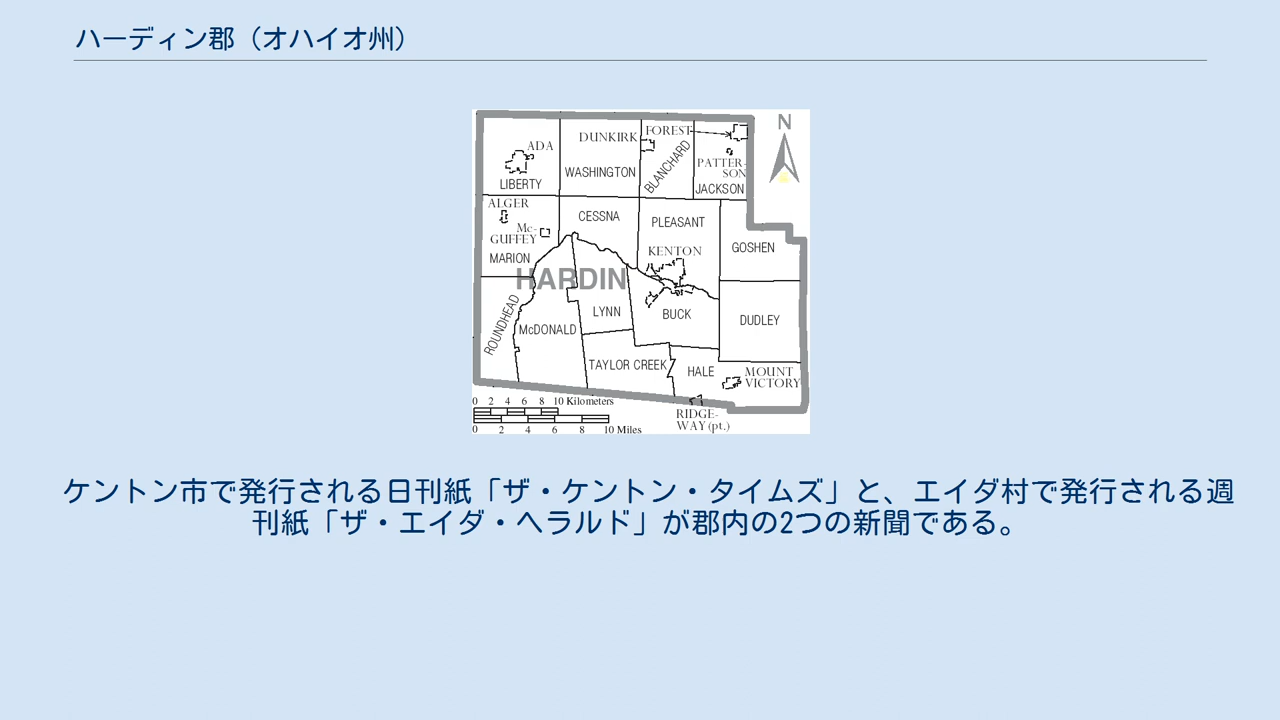 ハーディン郡（オハイオ州）
N
ADA
DUNKIRK
FOREST
BLANCHARD
PATTER-
SON
JACKSON
LIBERTY
WASHINGTON
ALGER
Mc-
GUFFEY
MARION
CESSNA
PLEASANT
KENTON
GOSHEN
HARDIN
ROUNDHEAD
McDONALD
LYNN
BUCK
DUDLEY
TAYLOR CREEK
HALE
MOUNT
VICTORY
RIDGE-
WAY (pt.)
0 2 4 6 8 10 Kilometers
0 2 4 6 8 10 Miles
ケントン市で発行される日刊紙「ザ・ケントン・タイムズ」と、エイダ村で発行される週
刊紙「ザ・エイダ・ヘラルド」が郡内の2つの新聞である。